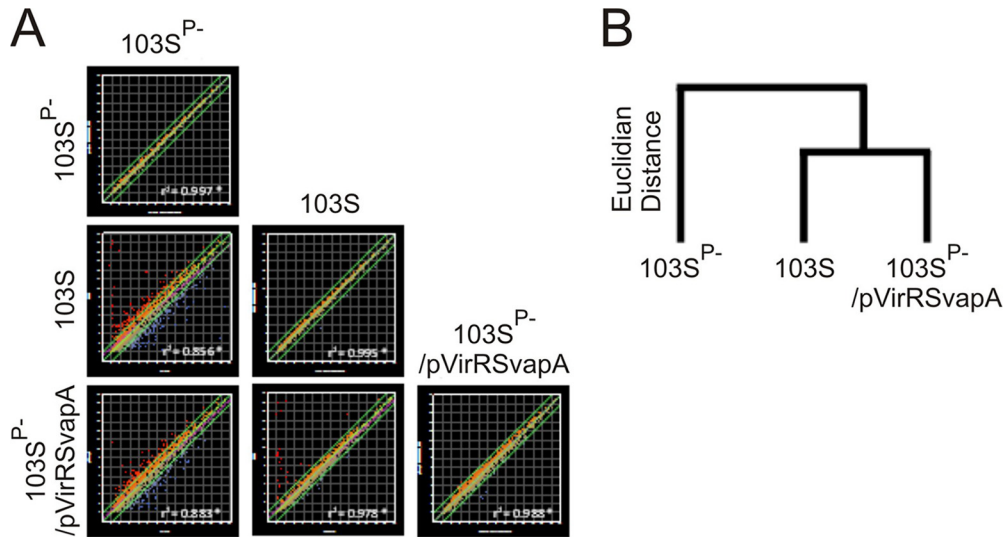 A
103S^P-
103S^P-
r² = 0.997 *
103S
103S
r² = 0.856 *
r² = 0.995 *
103S^P-
/pVirRSvapA
103S^P-
/pVirRSvapA
r² = 0.883 *
r² = 0.978 *
r² = 0.988 *
B
Euclidian
Distance
103S^P-
103S
103S^P-
/pVirRSvapA